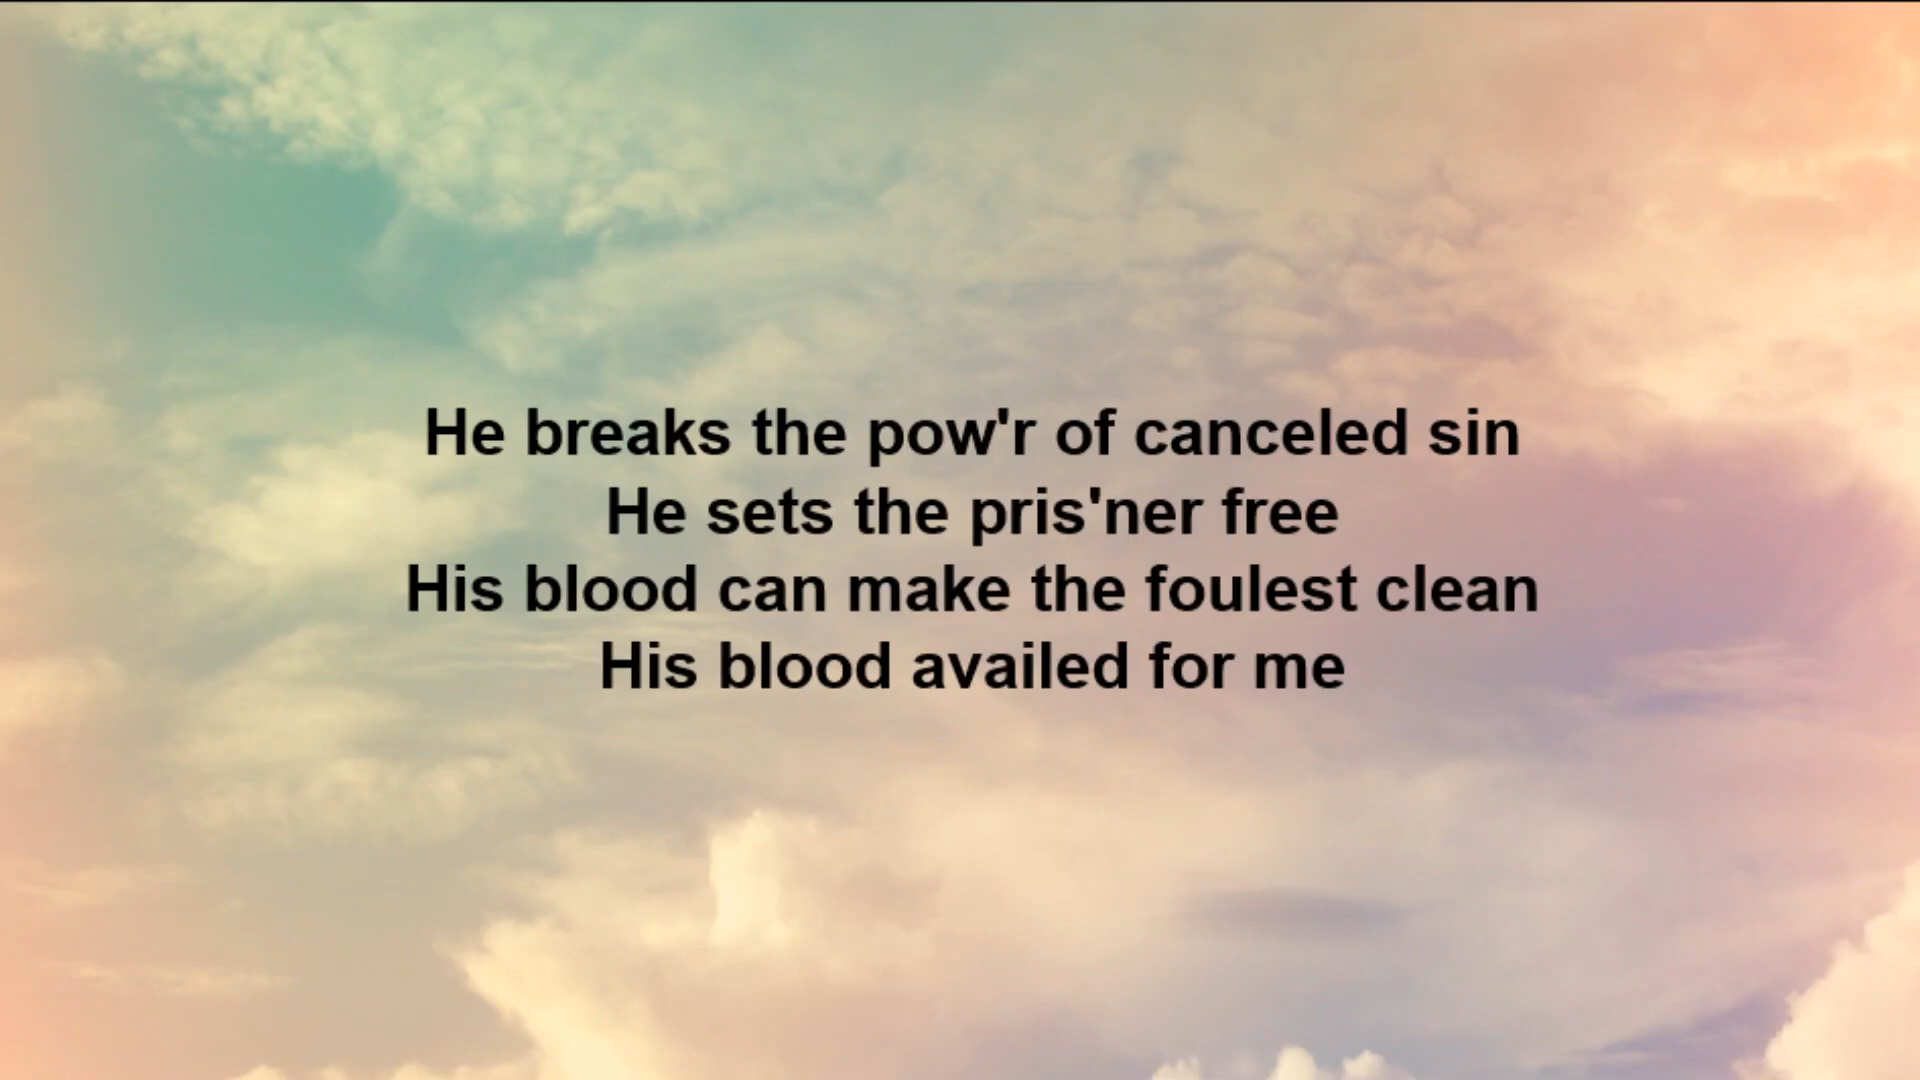 He breaks the pow'r of canceled sin
He sets the pris'ner free
His blood can make the foulest clean
His blood availed for me